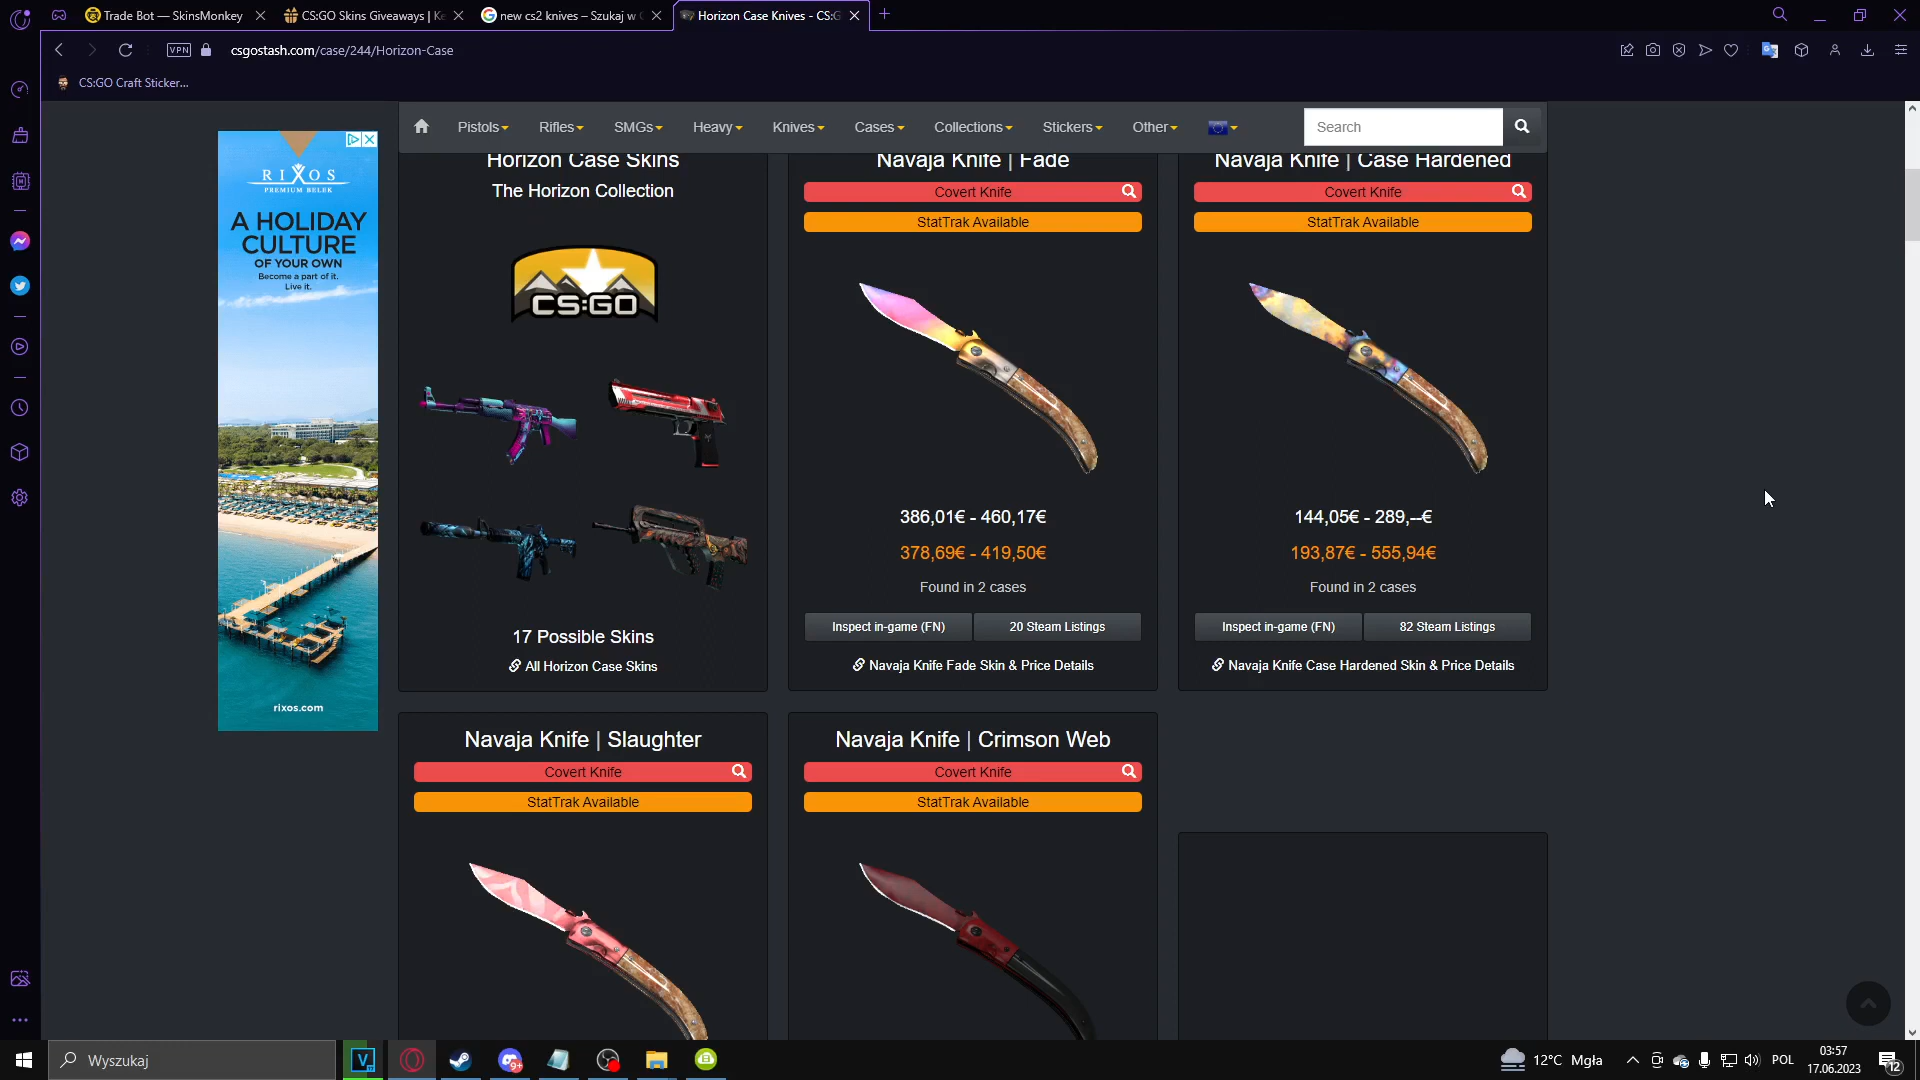 Trade Bot — SkinsMonkey
CS:GO Skins Giveaways | Ke
new cs2 knives – Szukaj w G
Horizon Case Knives - CS:G
VPN
csgostash.com/case/244/Horizon-Case
CS:GO Craft Sticker...
Pistols
Rifles
SMGs
Heavy
Knives
Cases
Collections
Stickers
Other
Search
RIXOS
PREMIUM BELEK
A HOLIDAY
CULTURE
OF YOUR OWN
Become a part of it.
Live it.
rixos.com
Horizon Case Skins
The Horizon Collection
CS:GO
17 Possible Skins
All Horizon Case Skins
Navaja Knife | Fade
Covert Knife
StatTrak Available
386,01€ - 460,17€
378,69€ - 419,50€
Found in 2 cases
Inspect in-game (FN)
20 Steam Listings
Navaja Knife Fade Skin & Price Details
Navaja Knife | Case Hardened
Covert Knife
StatTrak Available
144,05€ - 289,--€
193,87€ - 555,94€
Found in 2 cases
Inspect in-game (FN)
82 Steam Listings
Navaja Knife Case Hardened Skin & Price Details
Navaja Knife | Slaughter
Covert Knife
StatTrak Available
Navaja Knife | Crimson Web
Covert Knife
StatTrak Available
Wyszukaj
V
9+
12°C Mgła
POL
03:57
17.06.2023
12